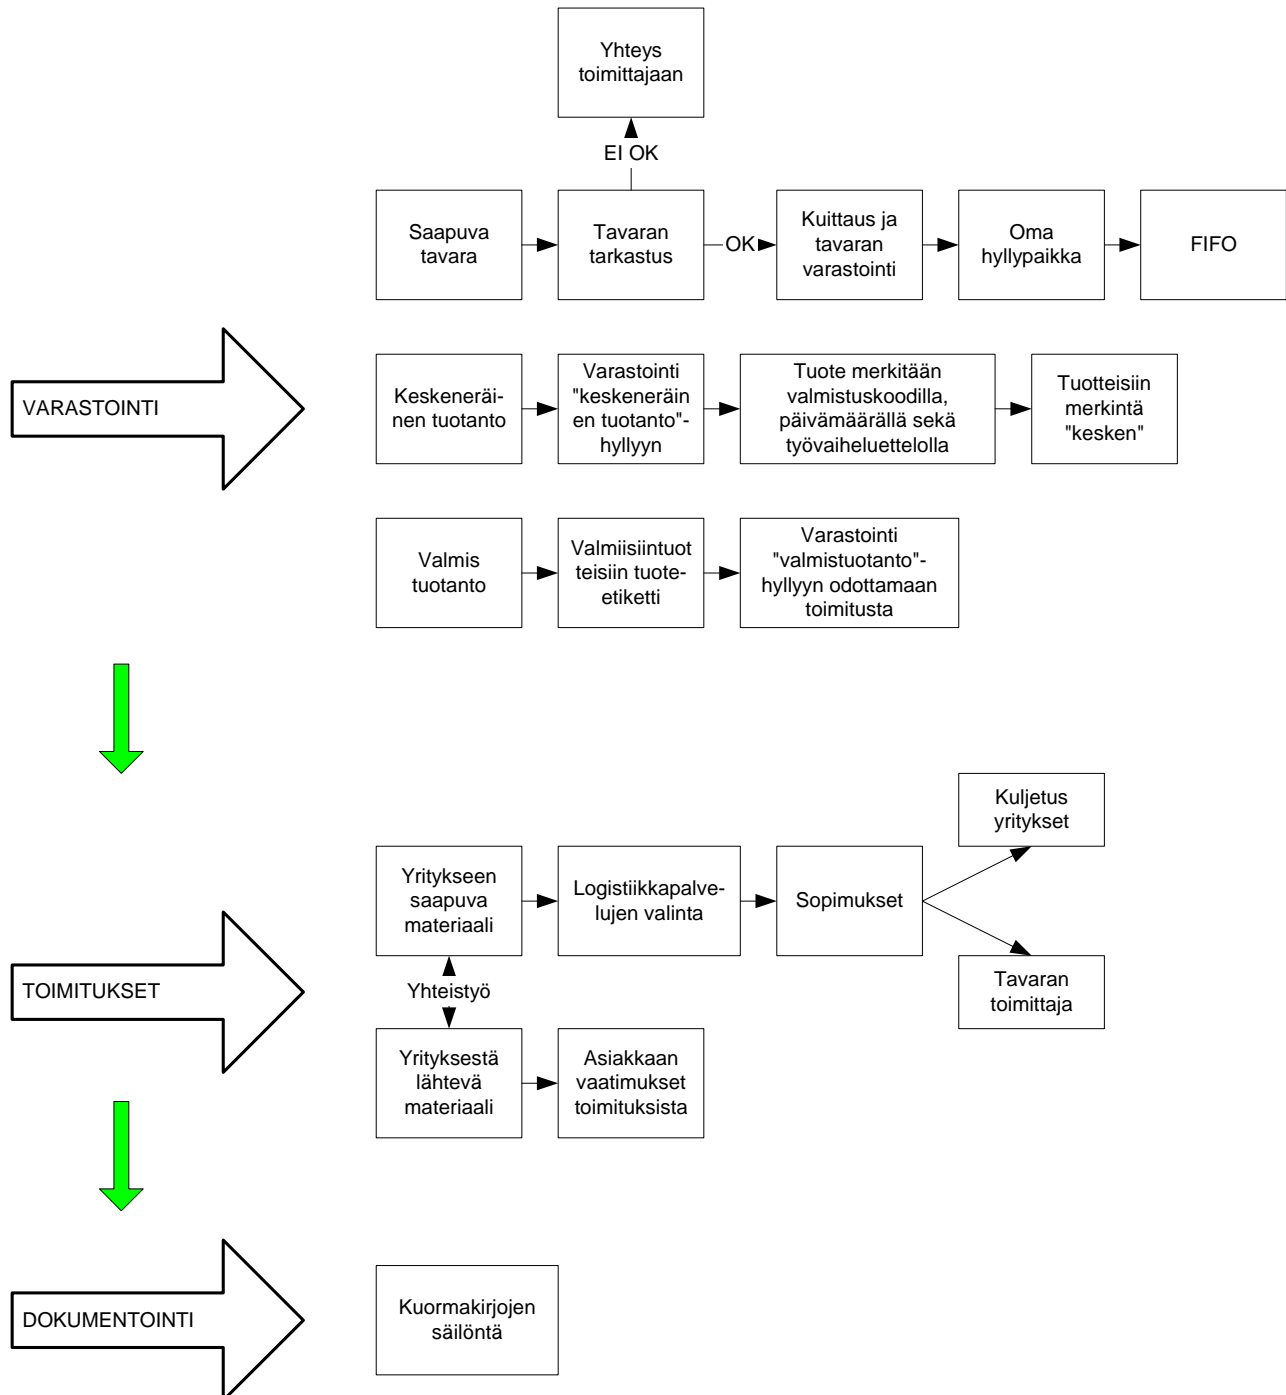 Yhteys
toimittajaan
EI OK
Saapuva
tavara
Tavaran
tarkastus
OK
Kuittaus ja
tavaran
varastointi
Oma
hyllypaikka
FIFO
VARASTOINTI
Keskeneräi-
nen tuotanto
Varastointi
"keskeneräin
en tuotanto"-
hyllyyn
Tuote merkitään
valmistuskoodilla,
päivämäärällä sekä
työvaiheluettelolla
Tuotteisiin
merkintä
"kesken"
Valmis
tuotanto
Valmiisiintuot
teisiin tuote-
etiketti
Varastointi
"valmistuotanto"-
hyllyyn odottamaan
toimitusta
TOIMITUKSET
Yritykseen
saapuva
materiaali
Logistiikkapalve-
lujen valinta
Sopimukset
Kuljetus
yritykset
Tavaran
toimittaja
Yhteistyö
Yrityksestä
lähtevä
materiaali
Asiakkaan
vaatimukset
toimituksista
DOKUMENTOINTI
Kuormakirjojen
säilöntä